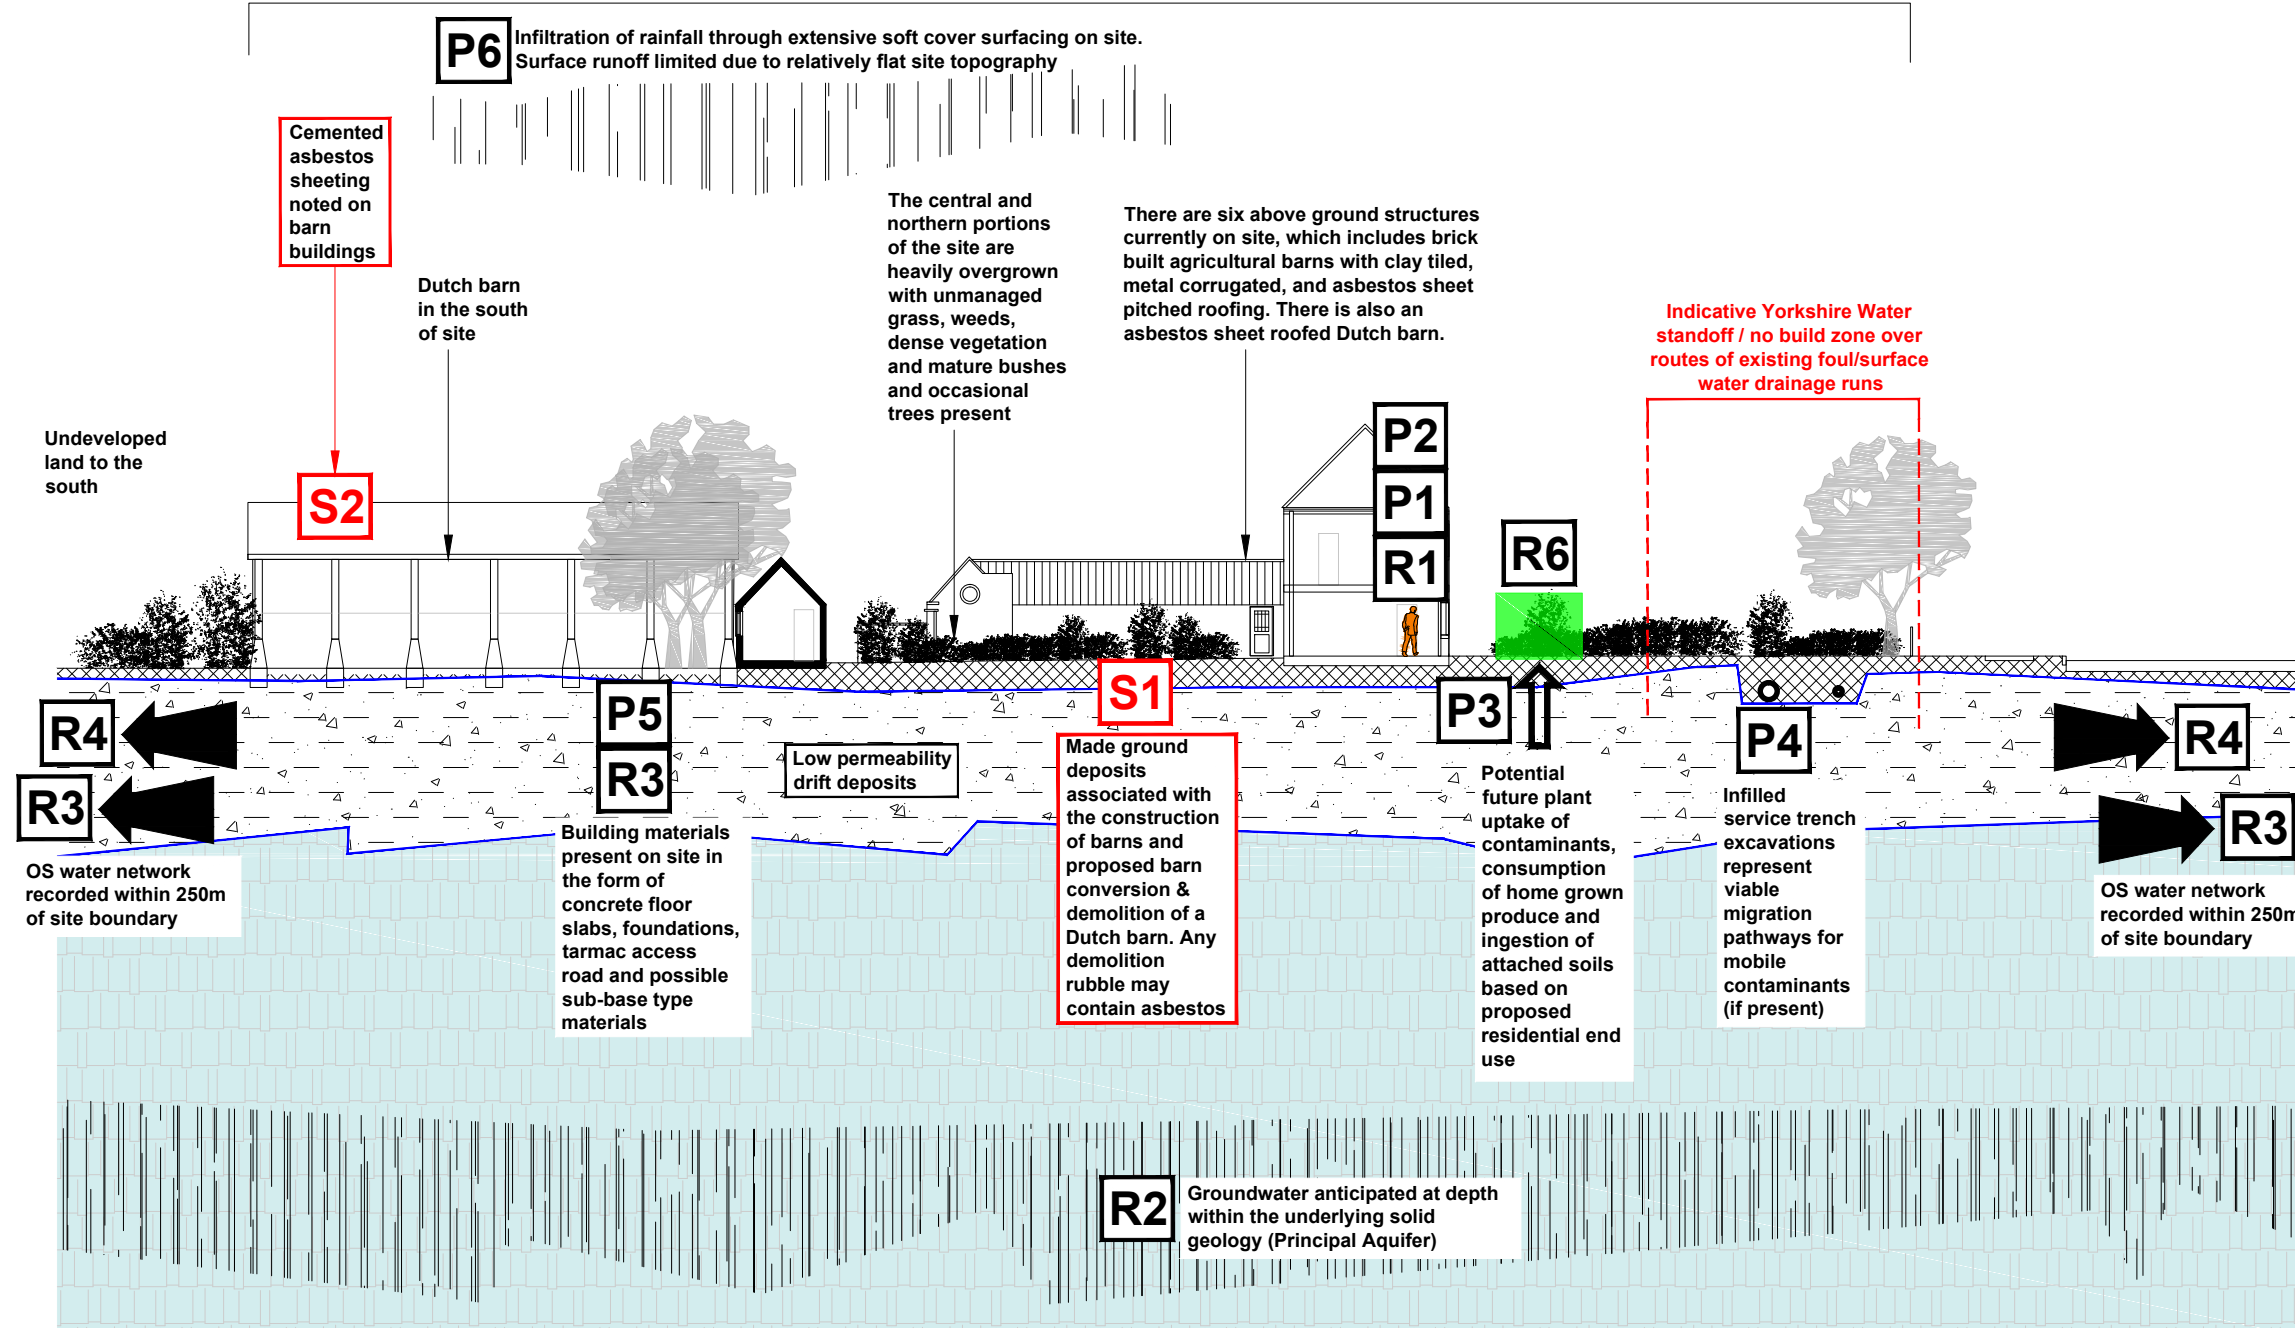 P6
Infiltration of rainfall through extensive soft cover surfacing on site.
Surface runoff limited due to relatively flat site topography
Cemented
asbestos
sheeting
noted on
barn
buildings
Dutch barn
in the south
of site
The central and
northern portions
of the site are
heavily overgrown
with unmanaged
grass, weeds,
dense vegetation
and mature bushes
and occasional
trees present
There are six above ground structures
currently on site, which includes brick
built agricultural barns with clay tiled,
metal corrugated, and asbestos sheet
pitched roofing. There is also an
asbestos sheet roofed Dutch barn.
Indicative Yorkshire Water
standoff / no build zone over
routes of existing foul/surface
water drainage runs
Undeveloped
land to the
south
S2
P2
P1
R1
R6
R4
R3
OS water network
recorded within 250m
of site boundary
P5
R3
Building materials
present on site in
the form of
concrete floor
slabs, foundations,
tarmac access
road and possible
sub-base type
materials
Low permeability
drift deposits
S1
Made ground
deposits
associated with
the construction
of barns and
proposed barn
conversion &
demolition of a
Dutch barn. Any
demolition
rubble may
contain asbestos
P3
Potential
future plant
uptake of
contaminants,
consumption
of home grown
produce and
ingestion of
attached soils
based on
proposed
residential end
use
P4
Infilled
service trench
excavations
represent
viable
migration
pathways for
mobile
contaminants
(if present)
R4
R3
OS water network
recorded within 250m
of site boundary
R2
Groundwater anticipated at depth
within the underlying solid
geology (Principal Aquifer)